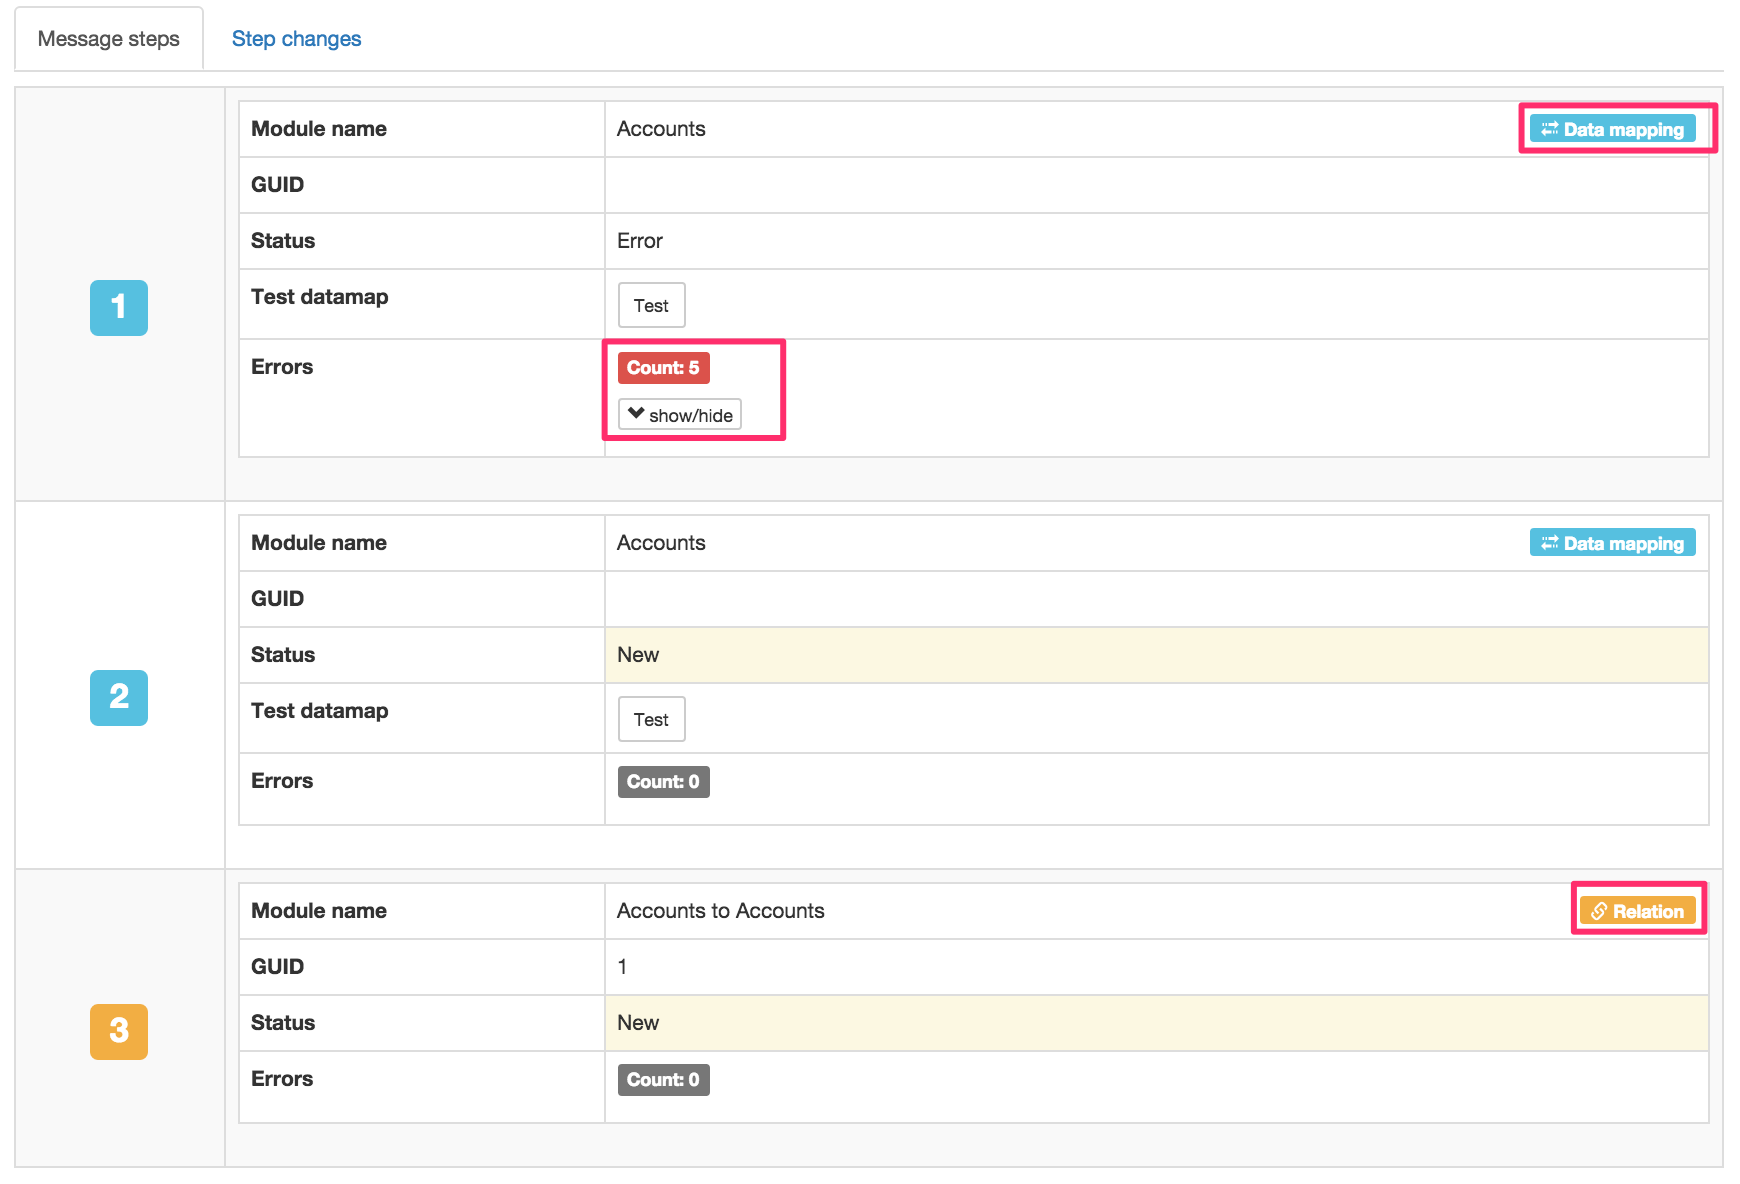 Message steps Step changes
1
Module name Accounts Data mapping
GUID
Status Error
Test datamap Test
Errors Count: 5
show/hide
2
Module name Accounts Data mapping
GUID
Status New
Test datamap Test
Errors Count: 0
3
Module name Accounts to Accounts Relation
GUID 1
Status New
Errors Count: 0